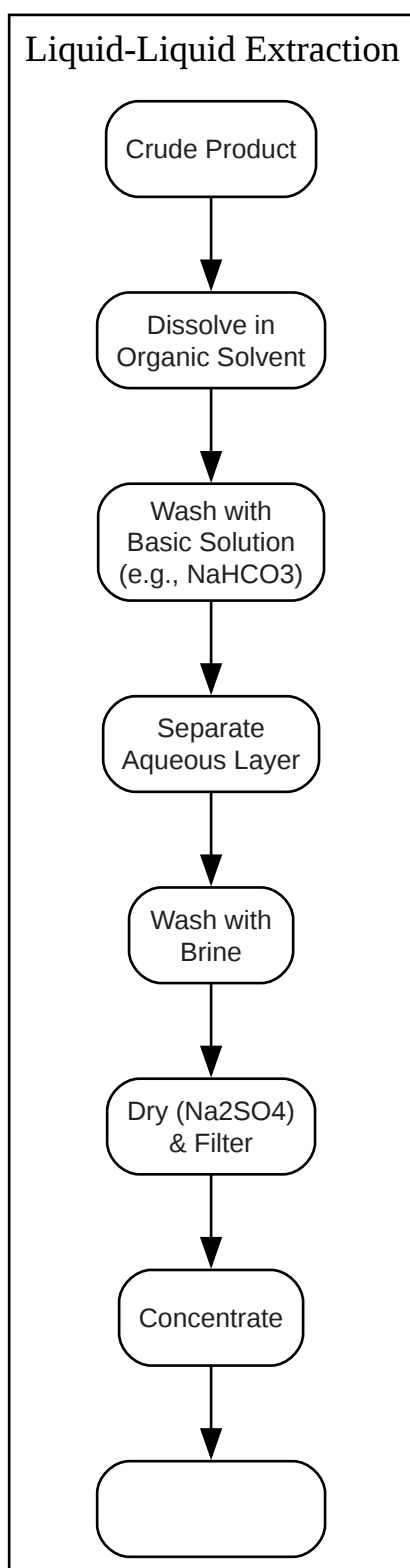 Liquid-Liquid Extraction
Crude Product
Dissolve in
Organic Solvent
Wash with
Basic Solution
(e.g., NaHCO3)
Separate
Aqueous Layer
Wash with
Brine
Dry (Na2SO4)
& Filter
Concentrate